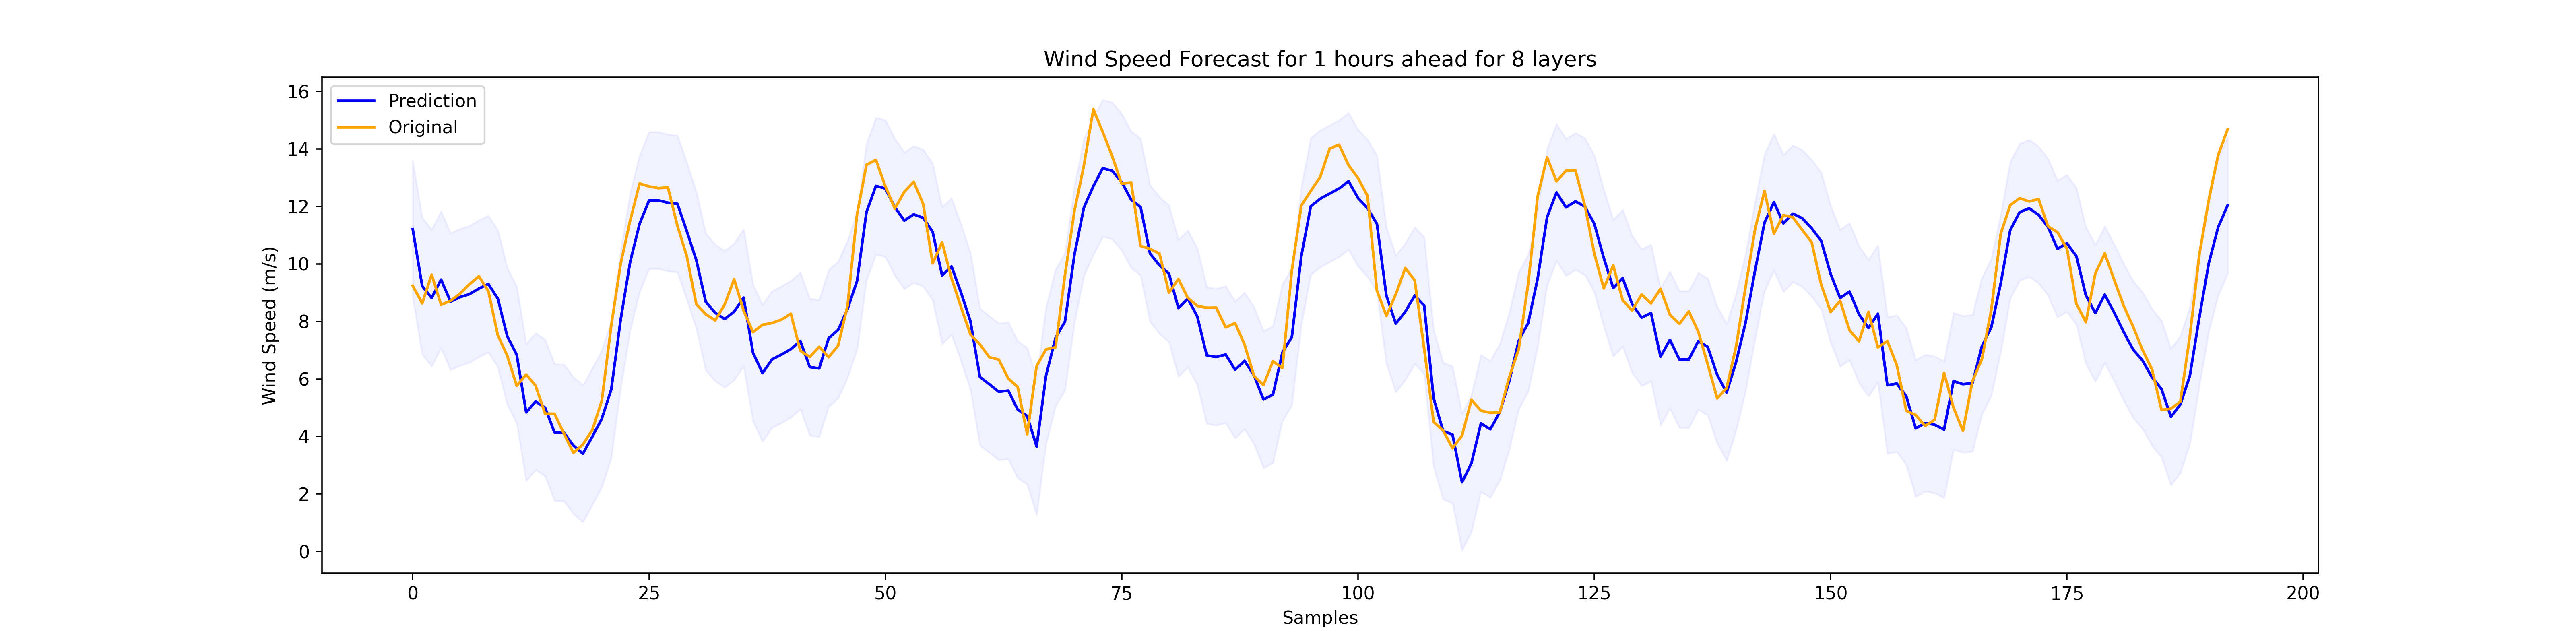 Wind Speed Forecast for 1 hours ahead for 8 layers
Prediction
Original
16
14
12
10
8
6
4
2
0
Wind Speed (m/s)
0 25 50 75 100 125 150 175 200
Samples